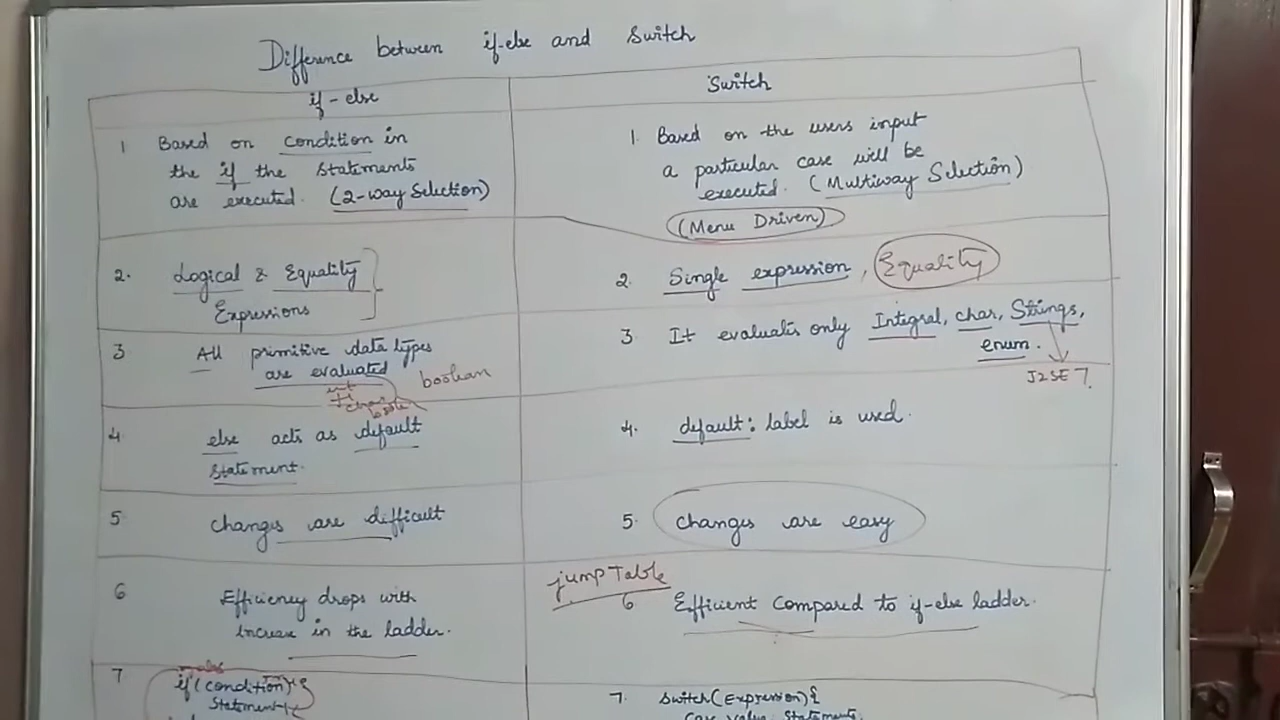 Difference between if-else and Switch
if - else
Switch
1 Based on condition in
the if the statements
are executed. (2-way Selection)
1. Based on the users input
a particular case will be
executed. (Multiway Selection)
(Menu Driven)
2. Logical & Equality
Expressions
2. Single expression, Equality
3 All primitive data types
are evaluated
boolean
int
char
3 It evaluates only Integral, char, Strings,
enum.
J2SE 7
4. else acts as default
statement.
4. default: label is used.
5 changes are difficult
5. changes are easy
6 Efficiency drops with
increase in the ladder.
jump Table
6 Efficient compared to if-else ladder.
7 if(condition){
Statement
7. Switch(Expression){
Case value: Statements